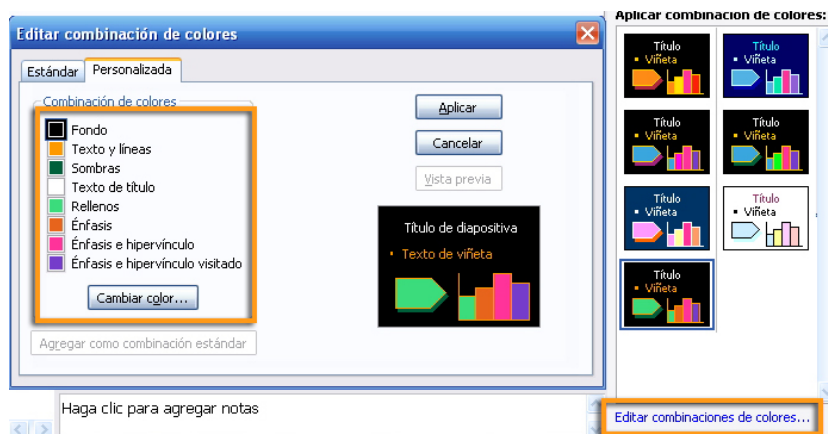 Aplicar combinación de colores:
Editar combinación de colores
Estándar
Personalizada
Combinación de colores
Fondo
Texto y líneas
Sombras
Texto de título
Rellenos
Énfasis
Énfasis e hipervínculo
Énfasis e hipervínculo visitado
Cambiar color...
Agregar como combinación estándar
Aplicar
Cancelar
Vista previa
Título de diapositiva
• Texto de viñeta
Título
• Viñeta
Título
• Viñeta
Título
• Viñeta
Título
• Viñeta
Título
• Viñeta
Título
• Viñeta
Título
• Viñeta
Haga clic para agregar notas
Editar combinaciones de colores...